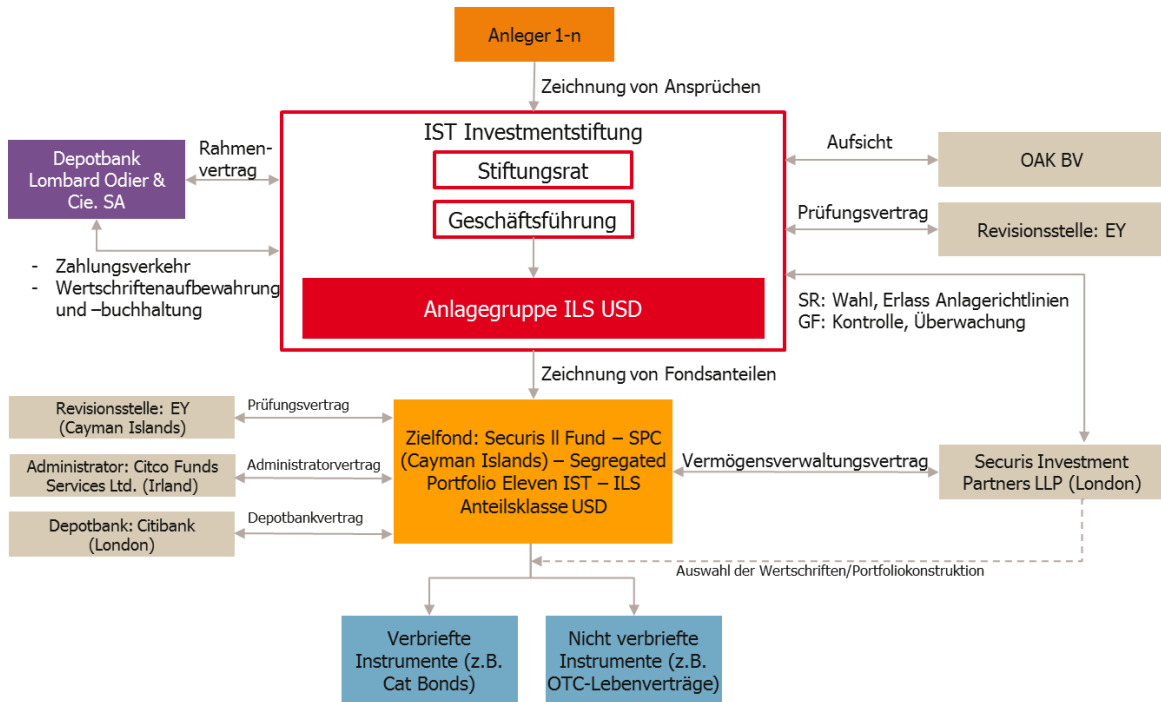 Anleger 1-n
Zeichnung von Ansprüchen
IST Investmentstiftung
Stiftungsrat
Geschäftsführung
Anlagegruppe ILS USD
Depotbank
Lombard Odier &
Cie. SA
Rahmen-
vertrag
- Zahlungsverkehr
- Wertschriftenaufbewahrung
und –buchhaltung
Aufsicht
OAK BV
Prüfungsvertrag
Revisionsstelle: EY
SR: Wahl, Erlass Anlagerichtlinien
GF: Kontrolle, Überwachung
Zeichnung von Fondsanteilen
Revisionsstelle: EY
(Cayman Islands)
Prüfungsvertrag
Administrator: Citco Funds
Services Ltd. (Irland)
Administratorvertrag
Depotbank: Citibank
(London)
Depotbankvertrag
Zielfond: Securis ll Fund – SPC
(Cayman Islands) – Segregated
Portfolio Eleven IST – ILS
Anteilsklasse USD
Vermögensverwaltungsvertrag
Securis Investment
Partners LLP (London)
Auswahl der Wertschriften/Portfoliokonstruktion
Verbriefte
Instrumente (z.B.
Cat Bonds)
Nicht verbriefte
Instrumente (z.B.
OTC-Lebenverträge)